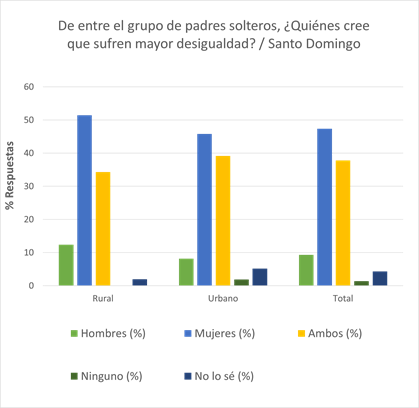 De entre el grupo de padres solteros, ¿Quiénes cree
que sufren mayor desigualdad? / Santo Domingo
% Respuestas
60
50
40
30
20
10
0
Rural
Urbano
Total
Hombres (%)
Mujeres (%)
Ambos (%)
Ninguno (%)
No lo sé (%)